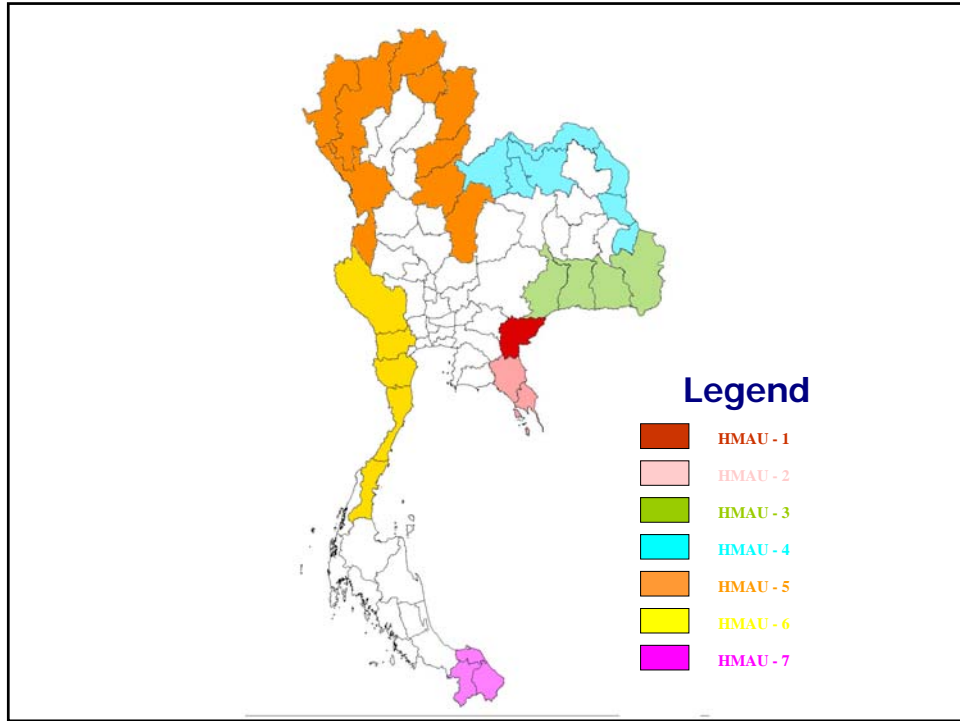 Legend
HMAU - 1
HMAU - 2
HMAU - 3
HMAU - 4
HMAU - 5
HMAU - 6
HMAU - 7